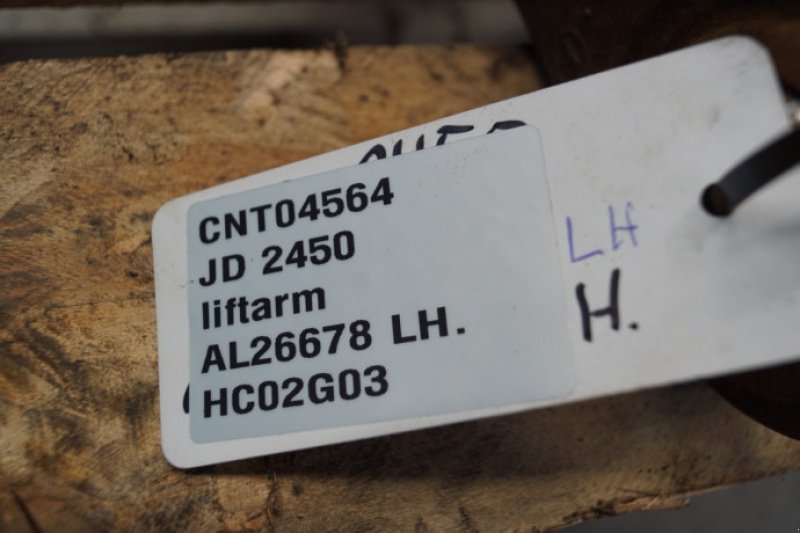 CNT04564
JD 2450
liftarm
AL26678 LH.
HC02G03
LH
H.